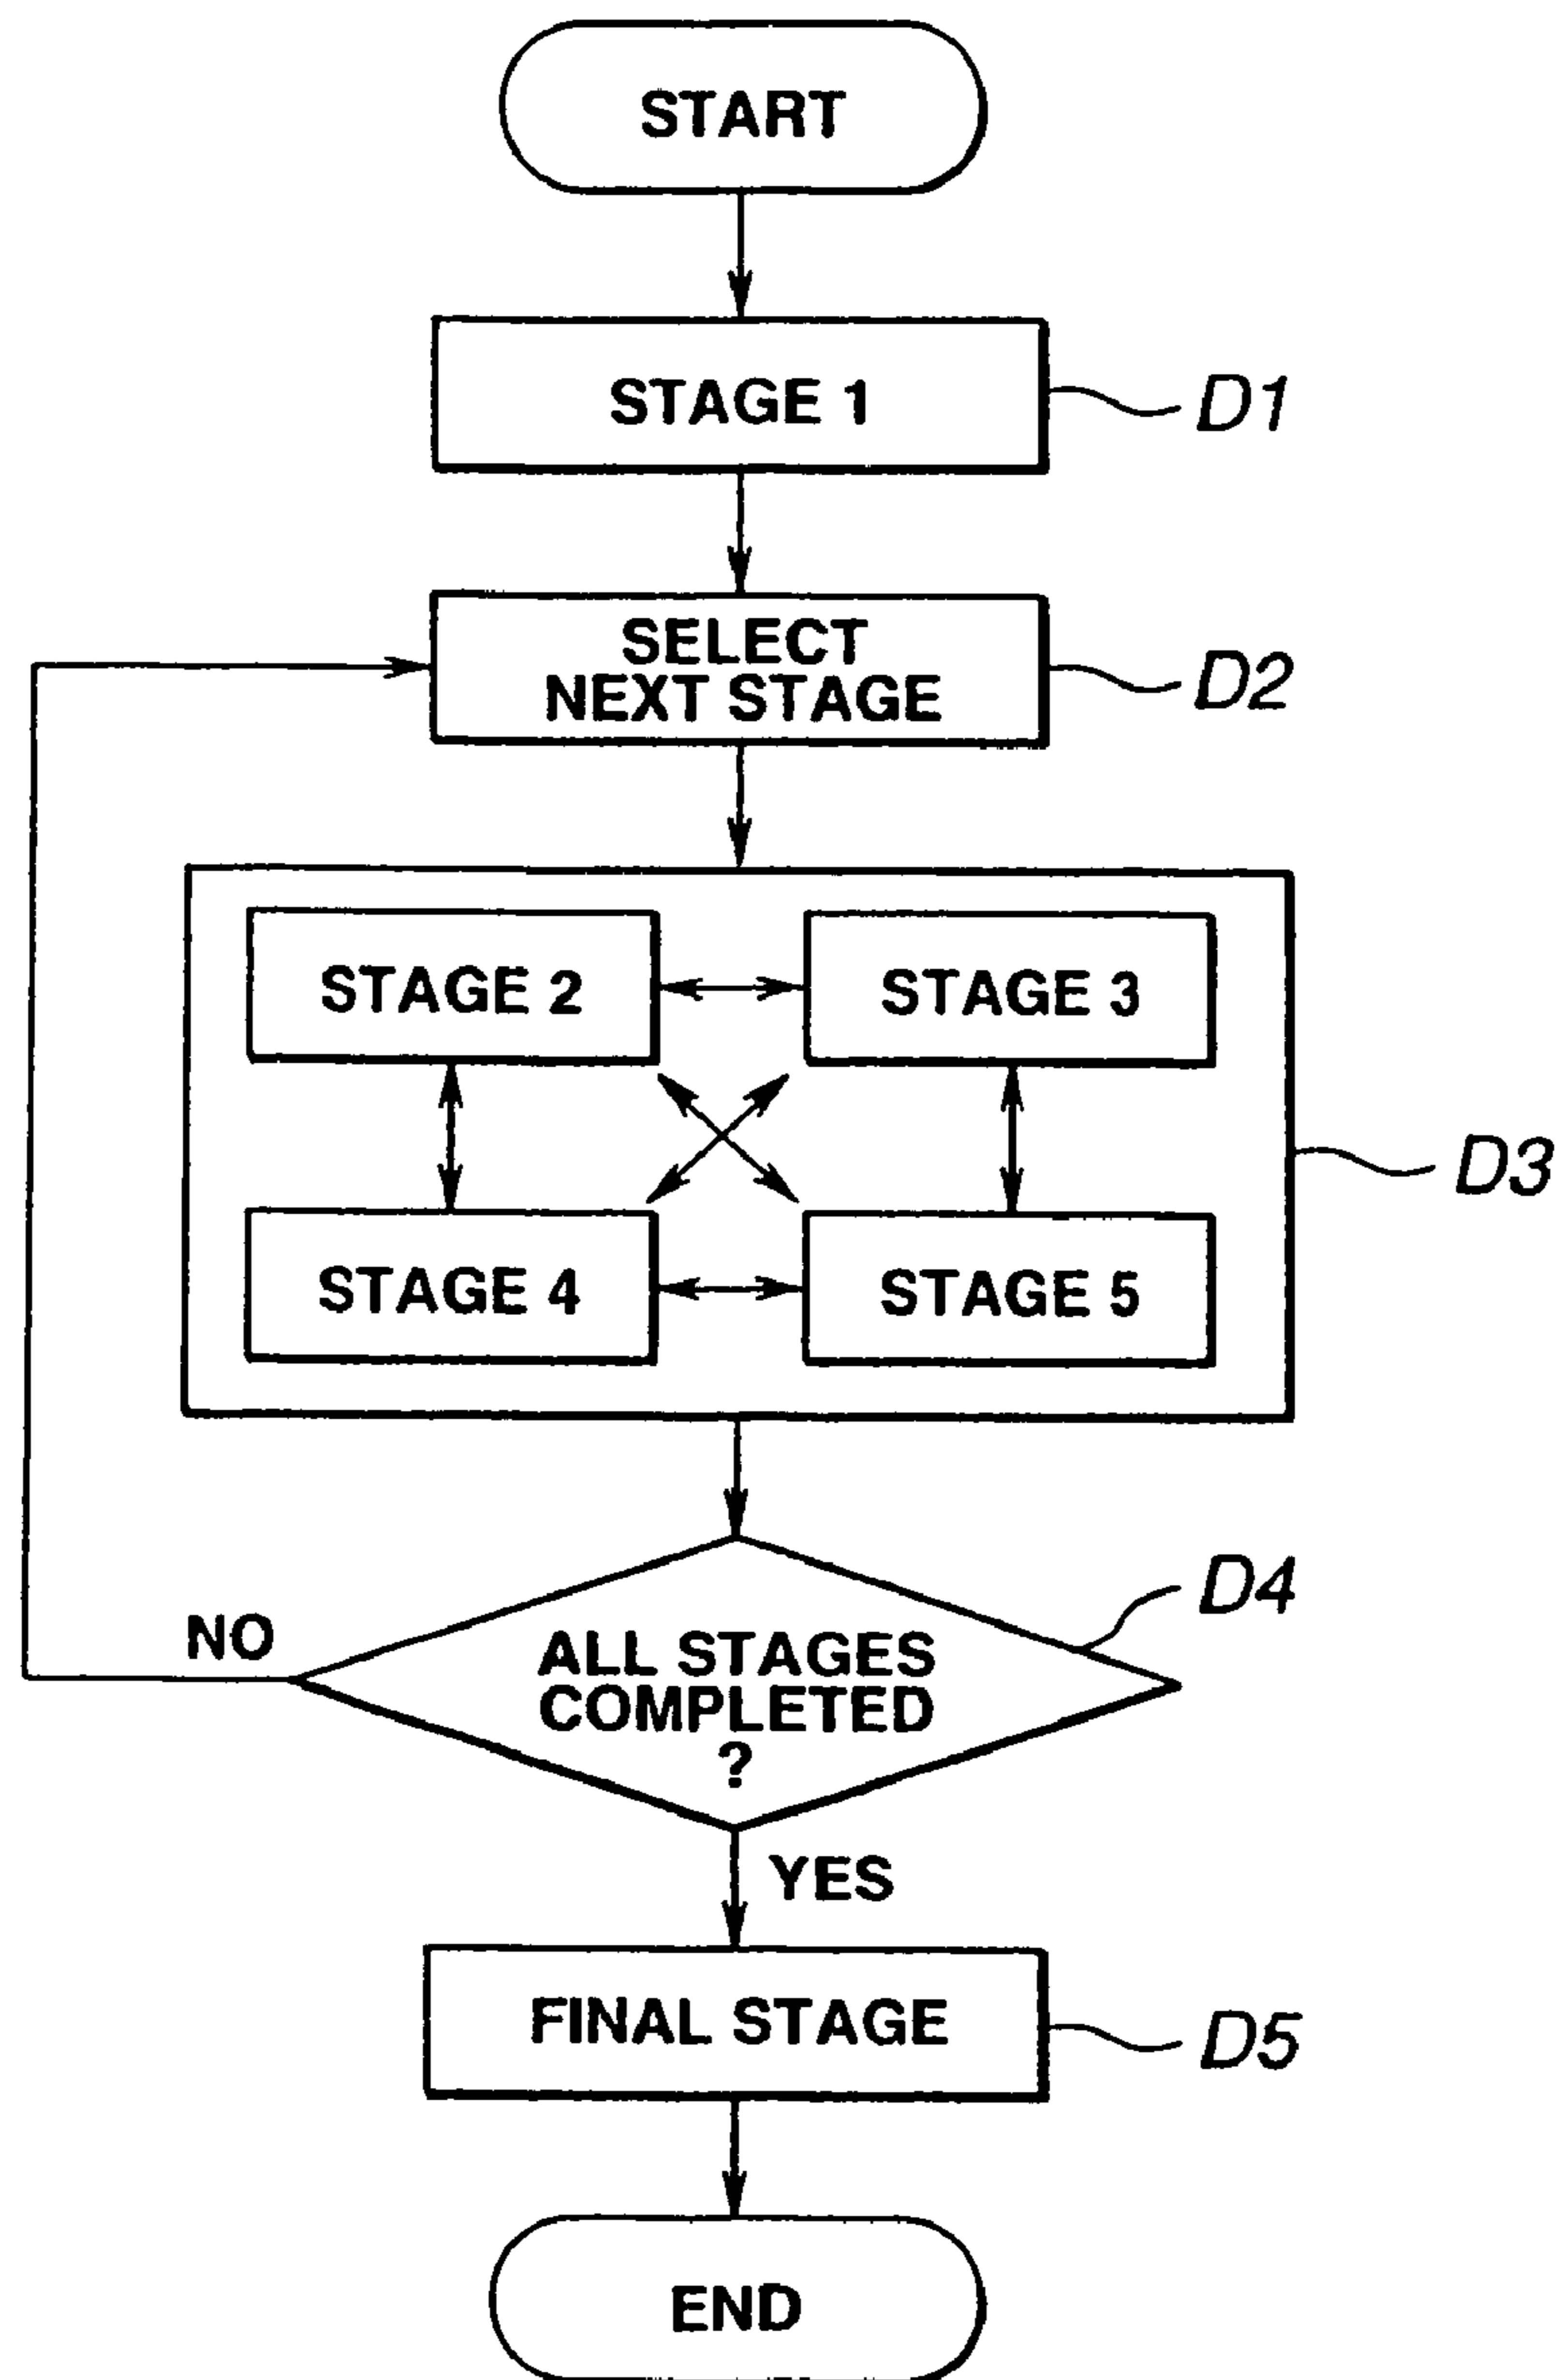 START
STAGE 1
D1
SELECT
NEXT STAGE
D2
STAGE 2
STAGE 3
D3
STAGE 4
STAGE 5
D4
NO
ALL STAGES
COMPLETED
?
YES
FINAL STAGE
D5
END